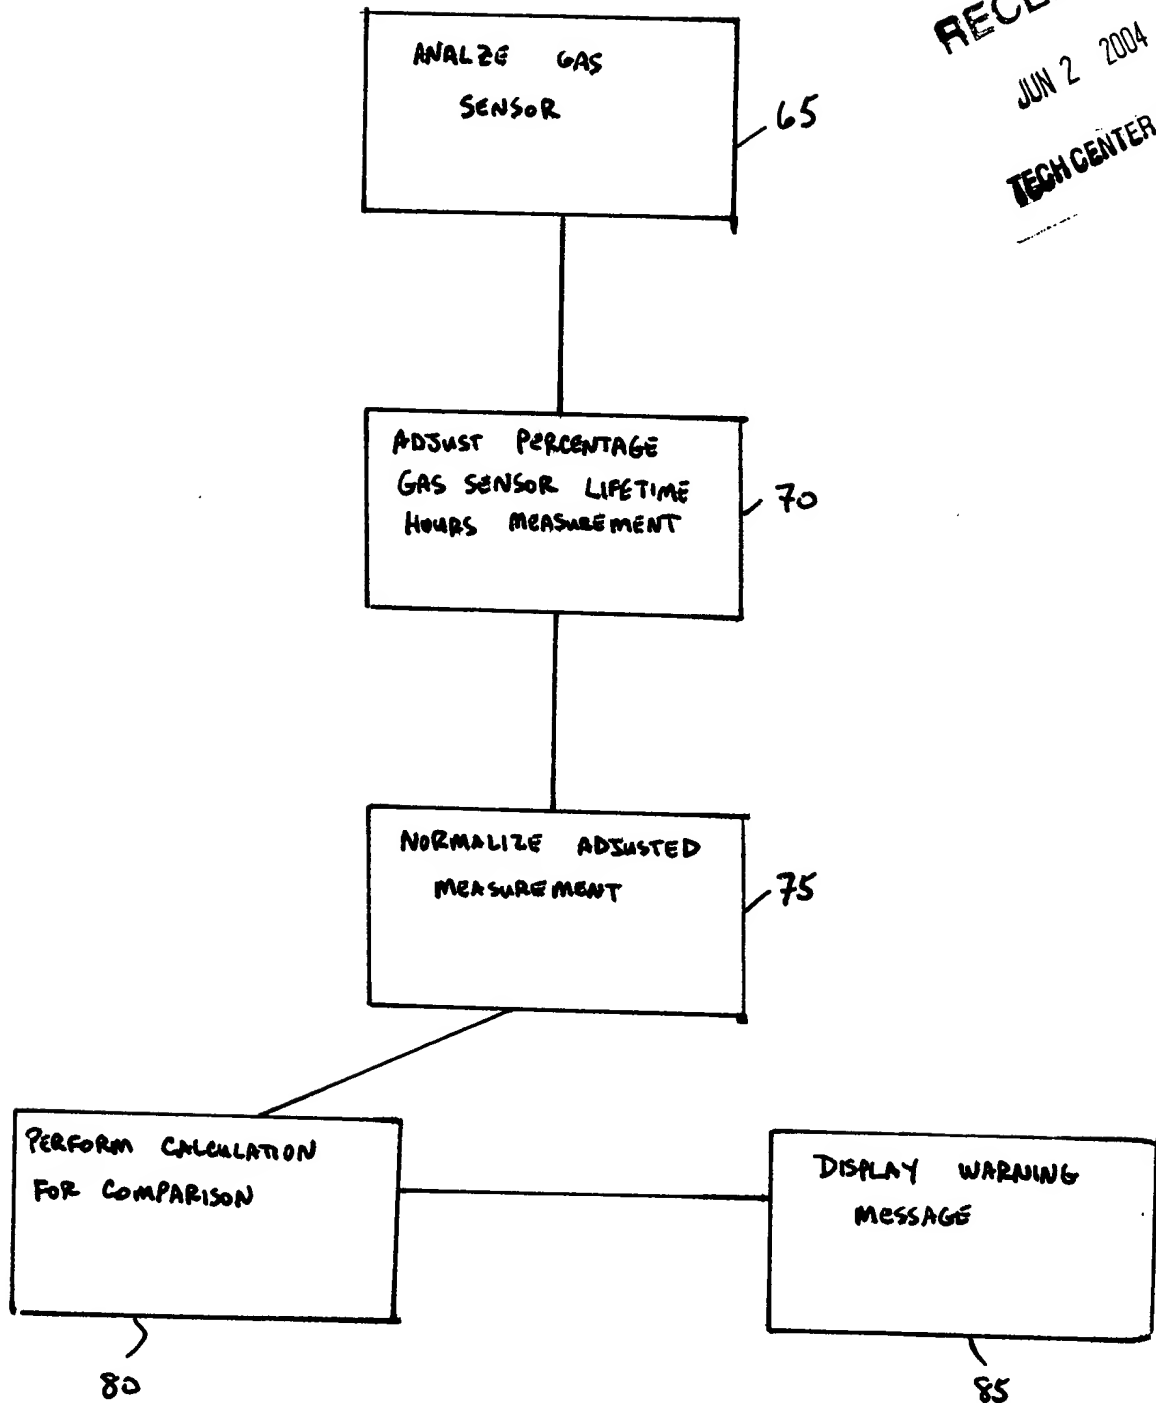 ANALZE GAS
SENSOR
65
JUN 2 2004
TECH CENTER
ADJUST PERCENTAGE
GAS SENSOR LIFETIME
HOURS MEASUREMENT
70
NORMALIZE ADJUSTED
MEASUREMENT
75
PERFORM CALCULATION
FOR COMPARISON
80
DISPLAY WARNING
MESSAGE
85